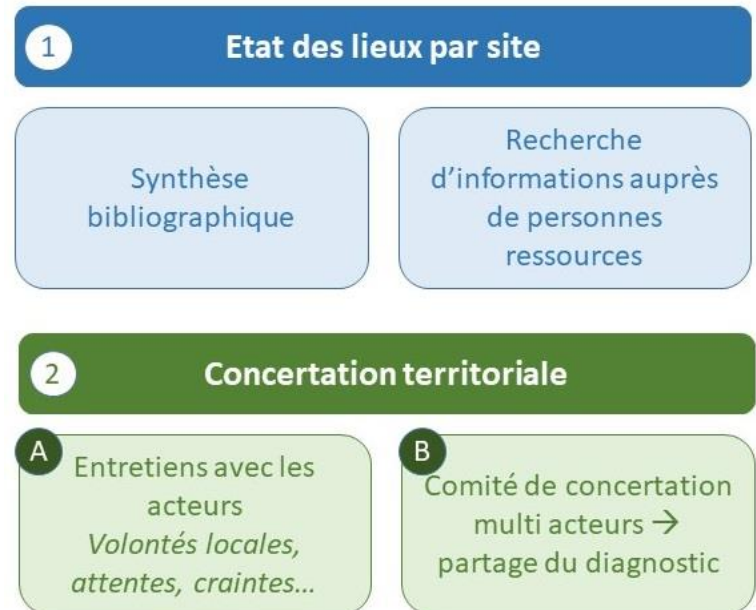 1
Etat des lieux par site
Synthèse
bibliographique
Recherche
d'informations auprès
de personnes
ressources
2
Concertation territoriale
A
Entretiens avec les
acteurs
Volontés locales,
attentes, craintes...
B
Comité de concertation
multi acteurs →
partage du diagnostic